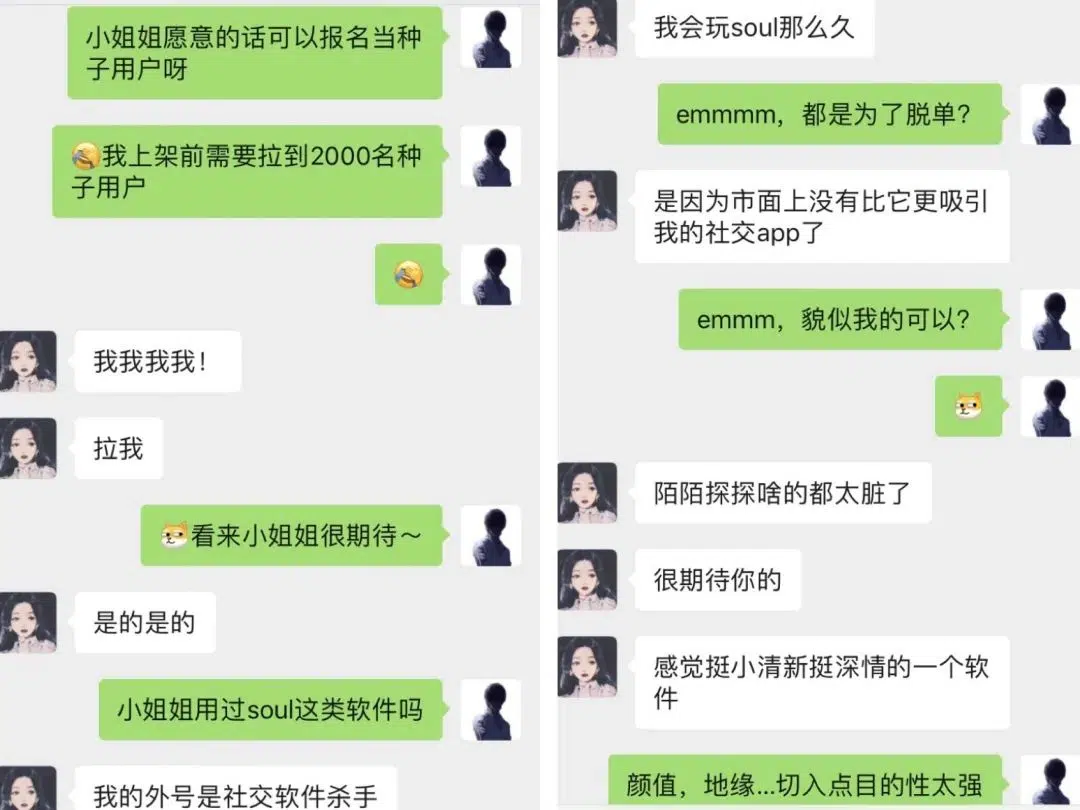 小姐姐愿意的话可以报名当种
子用户呀
我上架前需要拉到2000名种
子用户
我我我我！
拉我
看来小姐姐很期待～
是的是的
小姐姐用过soul这类软件吗
我的外号是社交软件杀手
我会玩soul那么久
emmmm，都是为了脱单？
是因为市面上没有比它更吸引
我的社交app了
emmm，貌似我的可以？
陌陌探探啥的都太脏了
很期待你的
感觉挺小清新挺深情的一个软
件
颜值，地缘...切入点目的性太强